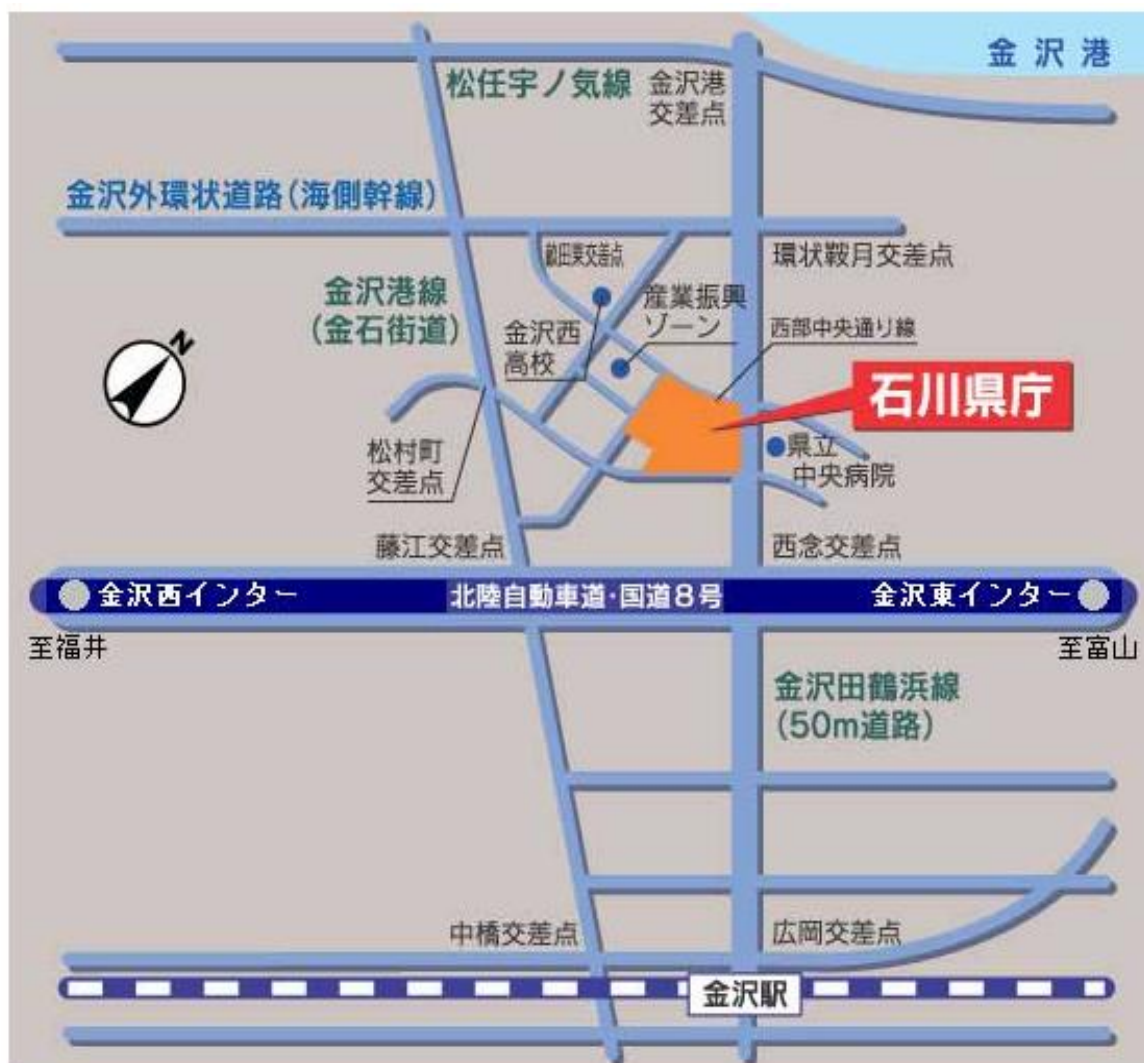 金沢港
松任宇ノ気線
金沢港
交差点
金沢外環状道路(海側幹線)
環状鞍月交差点
金沢港線
(金石街道)
金沢西
高校
産業振興
ゾーン
西部中央通り線
N
石川県庁
松村町
交差点
県立
中央病院
藤江交差点
西念交差点
金沢西インター
北陸自動車道・国道8号
金沢東インター
至福井
至富山
金沢田鶴浜線
(50m道路)
中橋交差点
広岡交差点
金沢駅